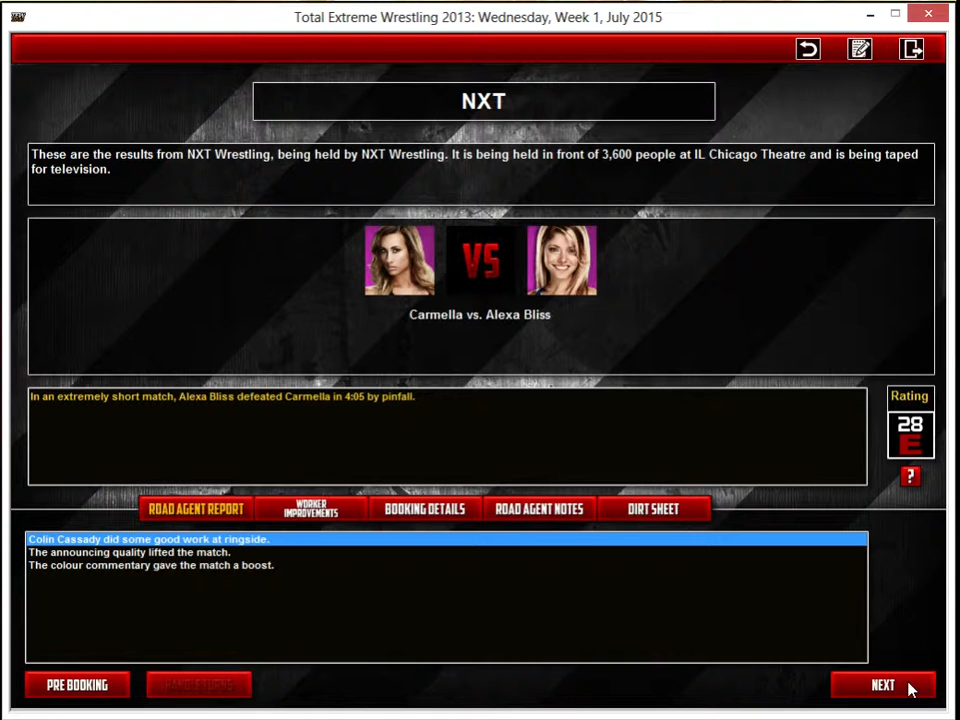 Total Extreme Wrestling 2013: Wednesday, Week 1, July 2015
NXT
These are the results from NXT Wrestling, being held by NXT Wrestling. It is being held in front of 3,600 people at IL Chicago Theatre and is being taped
for television.
VS
Carmella vs. Alexa Bliss
In an extremely short match, Alexa Bliss defeated Carmella in 4:05 by pinfall.
Rating
28
E
?
ROAD AGENT REPORT
WORKER
IMPROVEMENTS
BOOKING DETAILS
ROAD AGENT NOTES
DIRT SHEET
Colin Cassady did some good work at ringside.
The announcing quality lifted the match.
The colour commentary gave the match a boost.
PRE BOOKING
NEXT